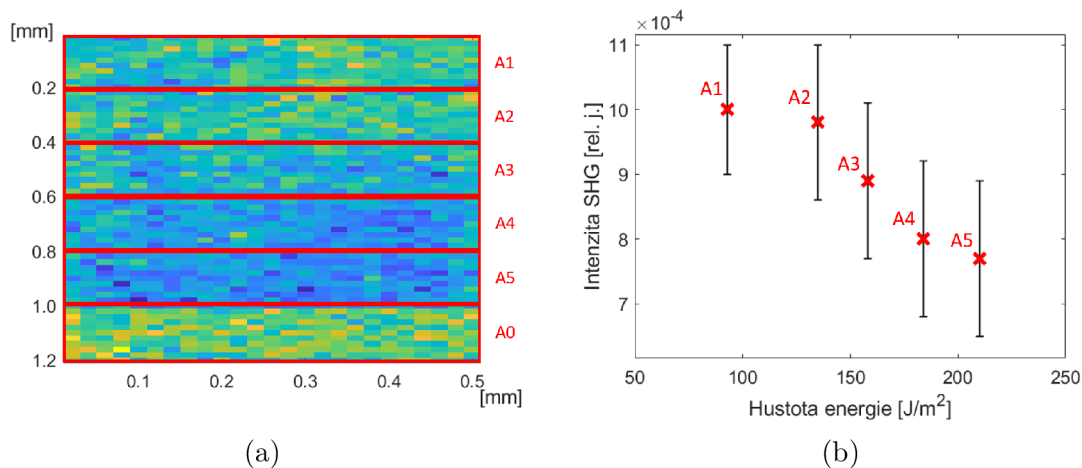 [mm]
A1
0.2
A2
0.4
A3
0.6
A4
0.8
A5
1.0
A0
1.2
0.1
0.2
0.3
0.4
0.5
[mm]
(a)
×10⁻⁴
11
10
9
8
7
Intenzita SHG [rel. j.]
A1
A2
A3
A4
A5
50
100
150
200
250
Hustota energie [J/m²]
(b)